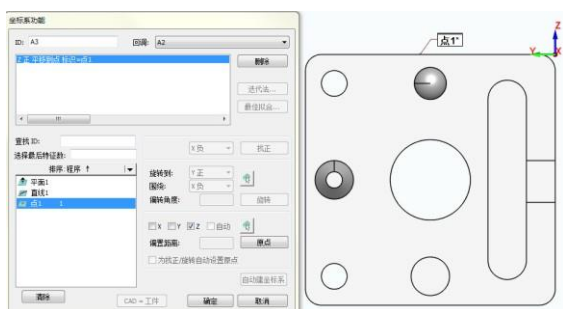 坐标系功能
ID: A3 回调: A2
Z 正 平移到点 标识=点1
删除
迭代法...
最佳拟合...
查找 ID:
选择最后特征数:
排序:程序 ↑
平面1
直线1
点1 1
X 负 找正
旋转到: Y 正
围绕: X 负
偏转角度: 旋转
X Y Z 自动
偏置距离: 原点
为找正/旋转自动设置原点
自动建坐标系
清除 CAD = 工件 确定 取消
点1*
Z
Y X